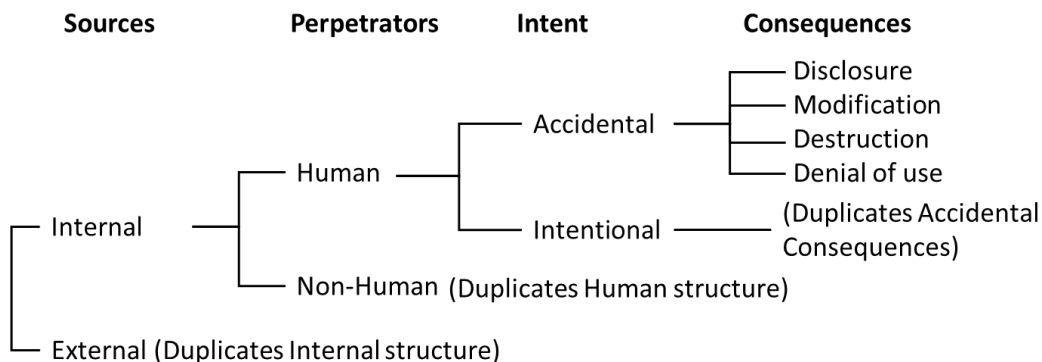 Sources Perpetrators Intent Consequences
Disclosure
Modification
Accidental
Destruction
Human
Denial of use
Internal
Intentional
(Duplicates Accidental
Consequences)
Non-Human (Duplicates Human structure)
External (Duplicates Internal structure)